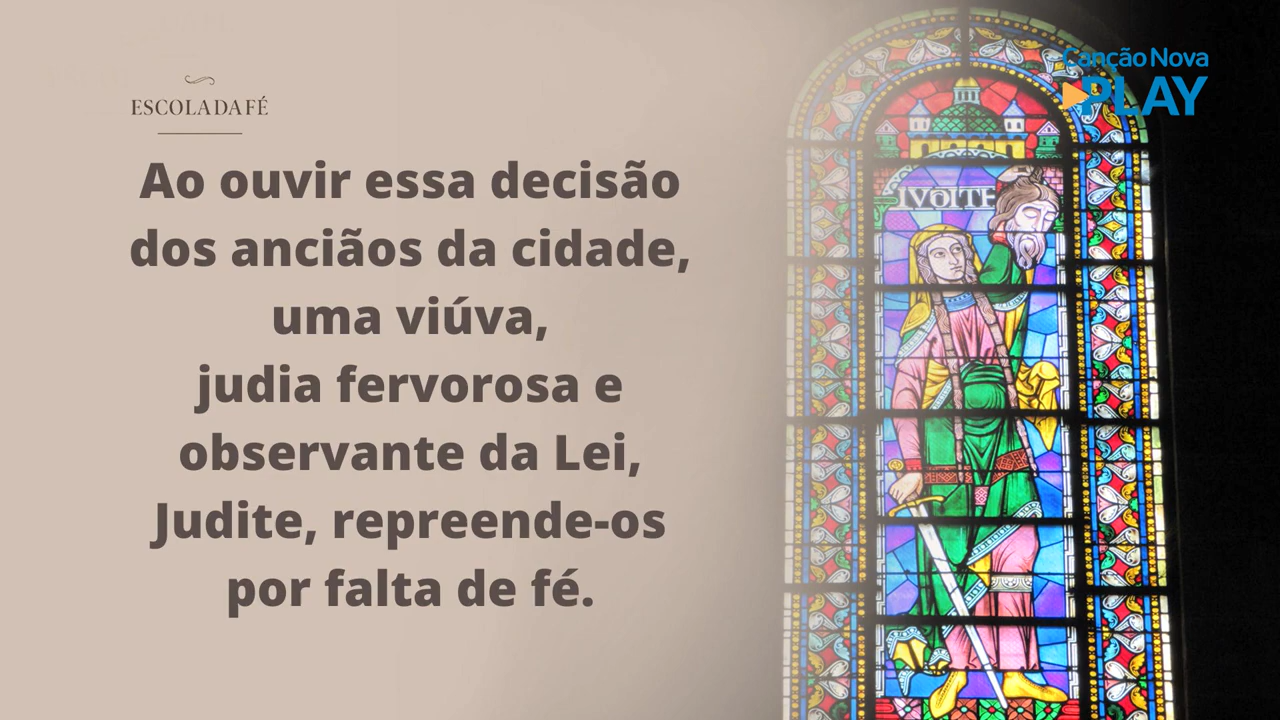 Canção Nova
PLAY
ESCOLA DA FÉ
Ao ouvir essa decisão
dos anciãos da cidade,
uma viúva,
judia fervorosa e
observante da Lei,
Judite, repreende-os
por falta de fé.
IVDITE